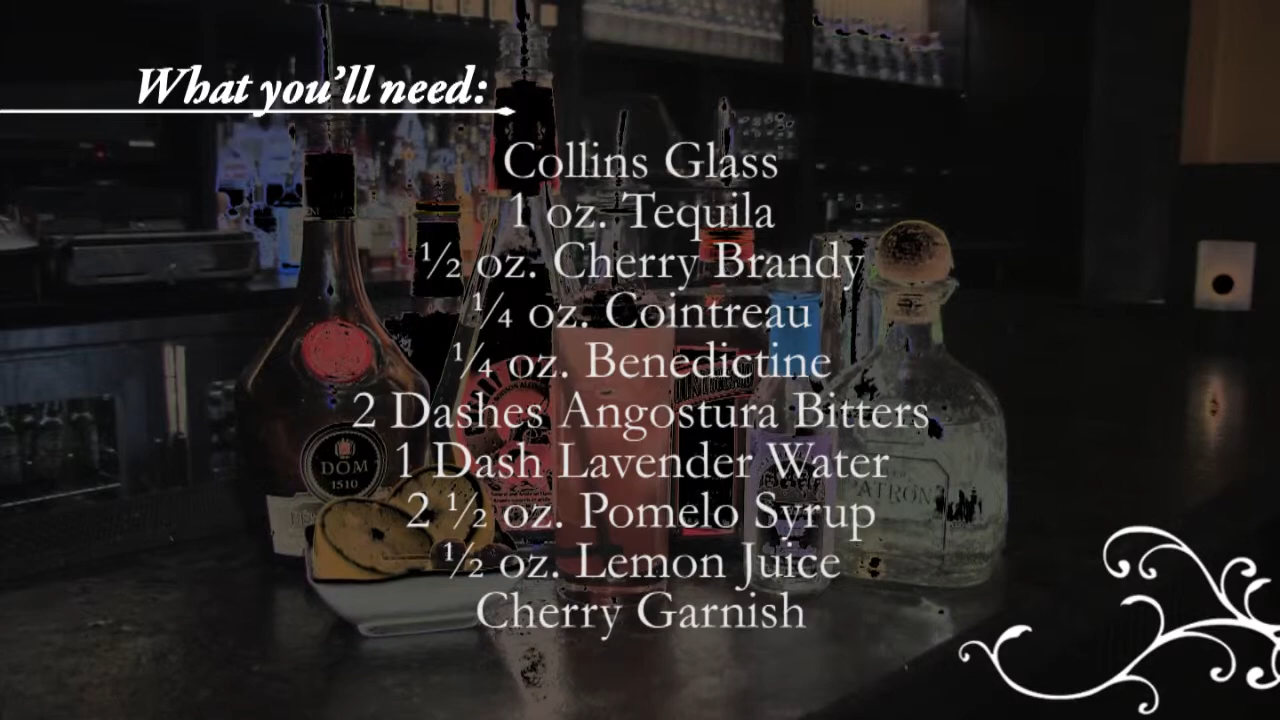 What you'll need:
Collins Glass
1 oz. Tequila
½ oz. Cherry Brandy
¼ oz. Cointreau
¼ oz. Benedictine
2 Dashes Angostura Bitters
1 Dash Lavender Water
2 ½ oz. Pomelo Syrup
½ oz. Lemon Juice
Cherry Garnish
DOM
1510